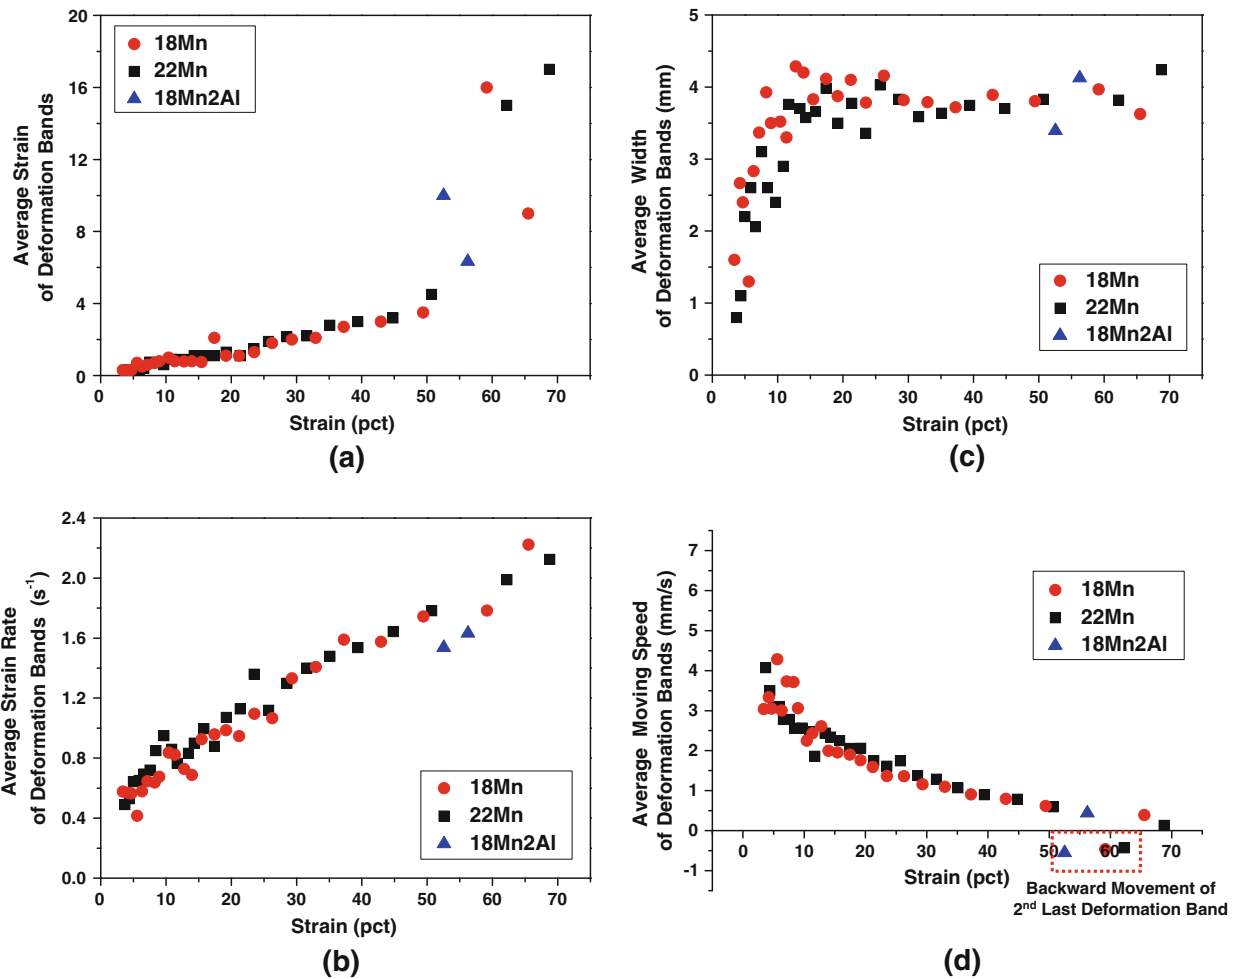 20
16
12
8
4
0
Average Strain
of Deformation Bands
18Mn
22Mn
18Mn2Al
0 10 20 30 40 50 60 70
Strain (pct)
(a)
5
4
3
2
1
0
Average Width
of Deformation Bands (mm)
18Mn
22Mn
18Mn2Al
0 10 20 30 40 50 60 70
Strain (pct)
(c)
2.4
2.0
1.6
1.2
0.8
0.4
0.0
Average Strain Rate
of Deformation Bands (s⁻¹)
18Mn
22Mn
18Mn2Al
0 10 20 30 40 50 60 70
Strain (pct)
(b)
7
6
5
4
3
2
1
0
-1
Average Moving Speed
of Deformation Bands (mm/s)
18Mn
22Mn
18Mn2Al
0 10 20 30 40 50 60 70
Strain (pct)
Backward Movement of
2ⁿᵈ Last Deformation Band
(d)